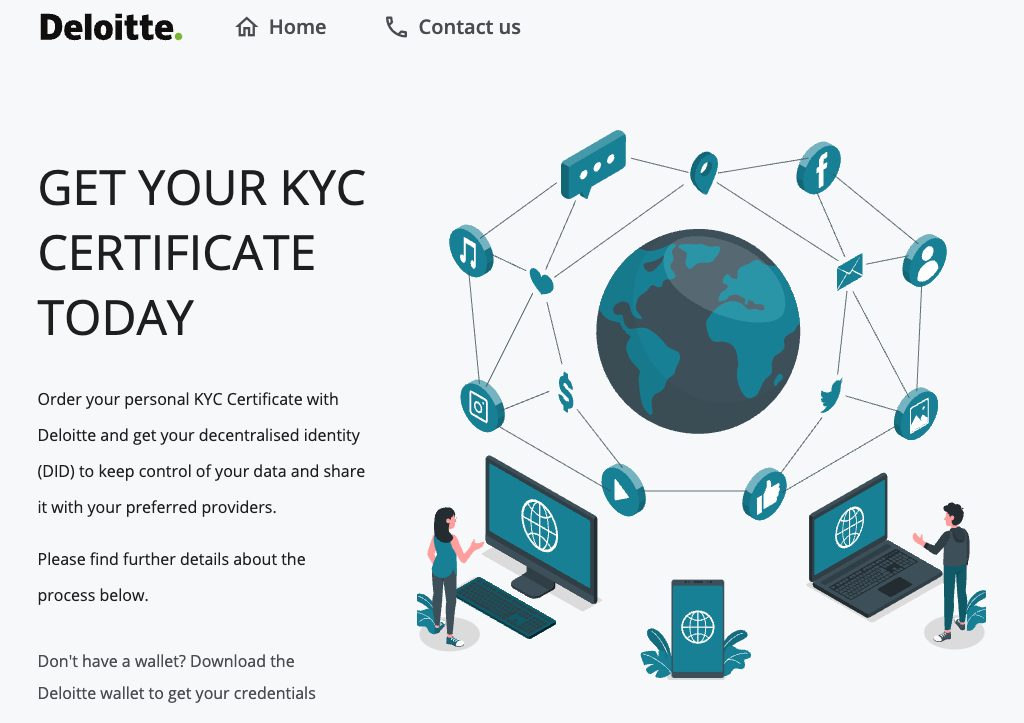 Deloitte.
Home
Contact us
GET YOUR KYC
CERTIFICATE
TODAY
Order your personal KYC Certificate with
Deloitte and get your decentralised identity
(DID) to keep control of your data and share
it with your preferred providers.
Please find further details about the
process below.
Don't have a wallet? Download the
Deloitte wallet to get your credentials